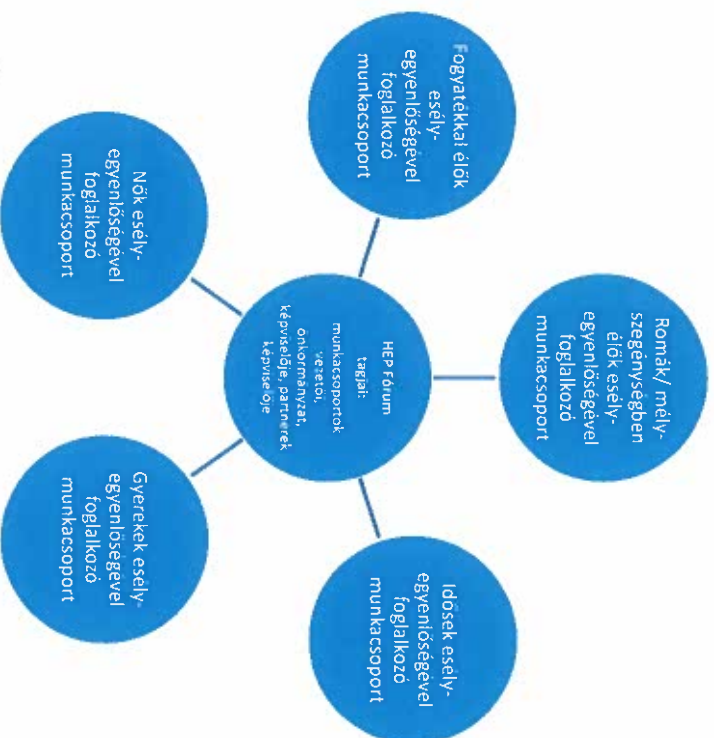 Romák/ mély-
szegénységben
élők esély-
egyenlőségével
foglalkozó
munkacsoport
Fogyatékkal élők
esély-
egyenlőségével
foglalkozó
munkacsoport
Idősek esély-
egyenlőségével
foglalkozó
munkacsoport
HEP Fórum
tagjai:
munkacsoportok
vezetői,
önkormányzat,
képviselője, partnerek
képviselője
Nők esély-
egyenlőségével
foglalkozó
munkacsoport
Gyerekek esély-
egyenlőségével
foglalkozó
munkacsoport